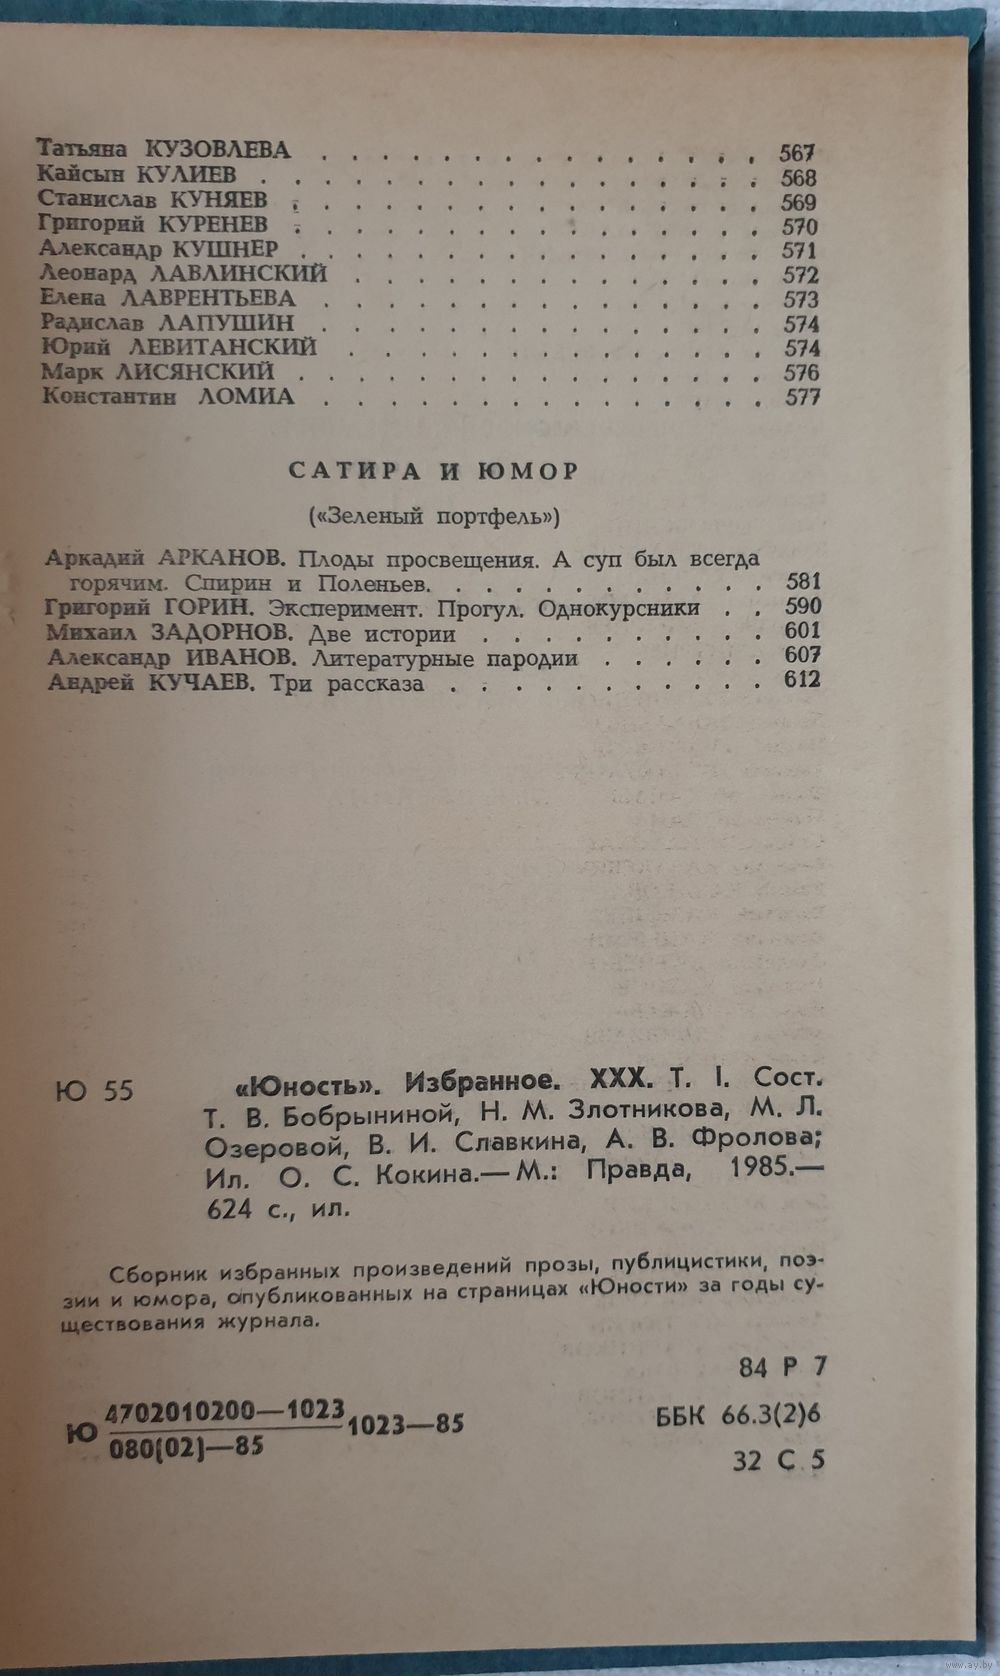 Татьяна КУЗОВЛЕВА . . . . . . . . . . . . . . . 567
Кайсын КУЛИЕВ . . . . . . . . . . . . . . . . . 568
Станислав КУНЯЕВ . . . . . . . . . . . . . . . . 569
Григорий КУРЕНЕВ . . . . . . . . . . . . . . . . 570
Александр КУШНЕР . . . . . . . . . . . . . . . . 571
Леонард ЛАВЛИНСКИЙ . . . . . . . . . . . . . . 572
Елена ЛАВРЕНТЬЕВА . . . . . . . . . . . . . . . 573
Радислав ЛАПУШИН . . . . . . . . . . . . . . . 574
Юрий ЛЕВИТАНСКИЙ . . . . . . . . . . . . . . 574
Марк ЛИСЯНСКИЙ . . . . . . . . . . . . . . . . 576
Константин ЛОМИА . . . . . . . . . . . . . . . 577
САТИРА И ЮМОР
(«Зеленый портфель»)
Аркадий АРКАНОВ. Плоды просвещения. А суп был всегда
горячим. Спирин и Поленьев. . . . . . . . . . . . 581
Григорий ГОРИН. Эксперимент. Прогул. Однокурсники . . 590
Михаил ЗАДОРНОВ. Две истории . . . . . . . . . . 601
Александр ИВАНОВ. Литературные пародии . . . . . . 607
Андрей КУЧАЕВ. Три рассказа . . . . . . . . . . . 612
Ю 55 «Юность». Избранное. XXX. Т. I. Сост.
Т. В. Бобрыниной, Н. М. Злотникова, М. Л.
Озеровой, В. И. Славкина, А. В. Фролова;
Ил. О. С. Кокина.—М.: Правда, 1985.—
624 с., ил.
Сборник избранных произведений прозы, публицистики, поэ-
зии и юмора, опубликованных на страницах «Юности» за годы су-
ществования журнала.
84 Р 7
Ю 4702010200—1023 1023—85
080(02)—85
ББК 66.3(2)6
32 С 5
www.ay.by